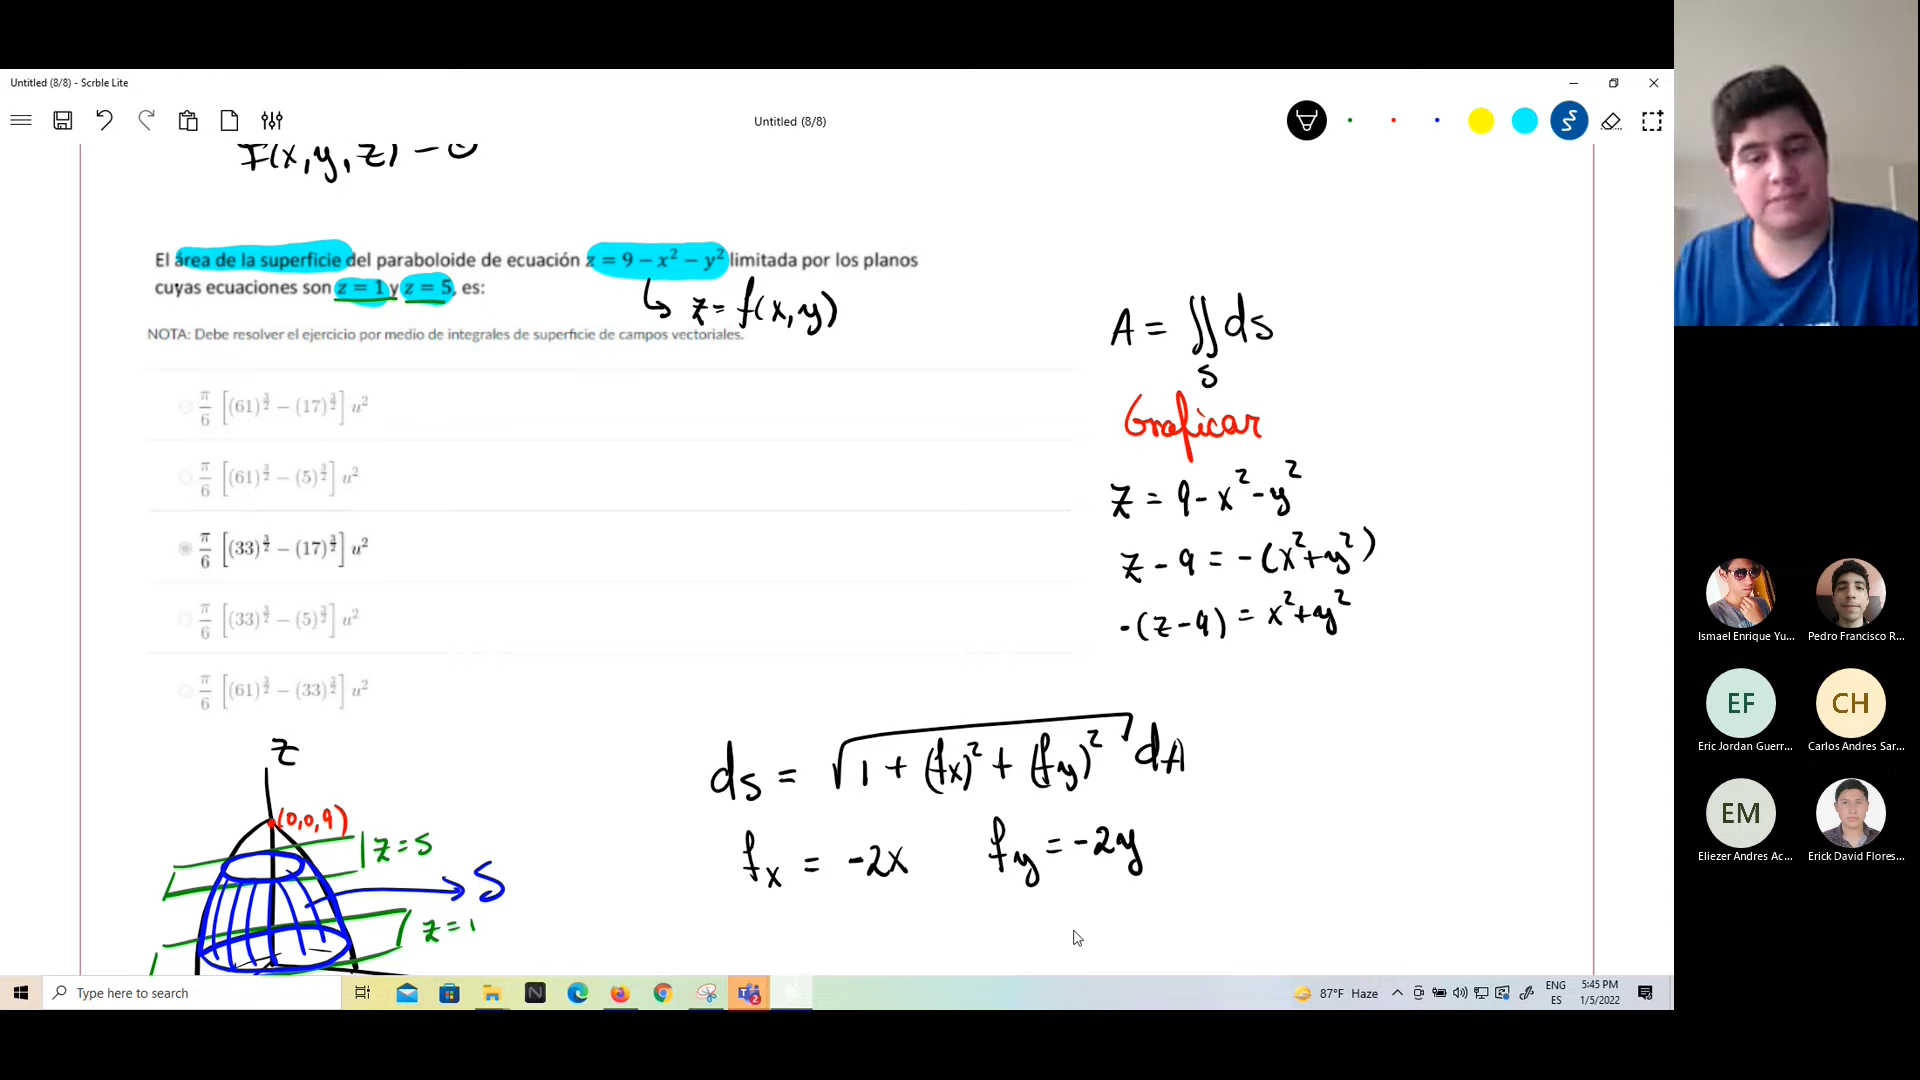 Untitled (8/8) - Scrble Lite
Untitled (8/8)
F(x,y,z) = 0
El área de la superficie del paraboloide de ecuación z = 9 − x² − y² limitada por los planos
cuyas ecuaciones son z = 1 y z = 5, es:
z = f(x,y)
NOTA: Debe resolver el ejercicio por medio de integrales de superficie de campos vectoriales.
π/6 [(61)^(3/2) − (17)^(3/2)] u²
π/6 [(61)^(3/2) − (5)^(3/2)] u²
π/6 [(33)^(3/2) − (17)^(3/2)] u²
π/6 [(33)^(3/2) − (5)^(3/2)] u²
π/6 [(61)^(3/2) − (33)^(3/2)] u²
A = ∬ ds
S
Graficar
z = 9 - x² - y²
z - 9 = -(x² + y²)
-(z - 9) = x² + y²
ds = √(1 + (fx)² + (fy)²) dA
fx = -2x fy = -2y
z
(0,0,9)
z = 5
S
z = 1
Ismael Enrique Yu...
Pedro Francisco R...
EF
CH
Eric Jordan Guerr...
Carlos Andres Sar...
EM
Eliezer Andres Ac...
Erick David Flores...
Type here to search
N
2
87°F Haze
ENG
ES
5:45 PM
1/5/2022